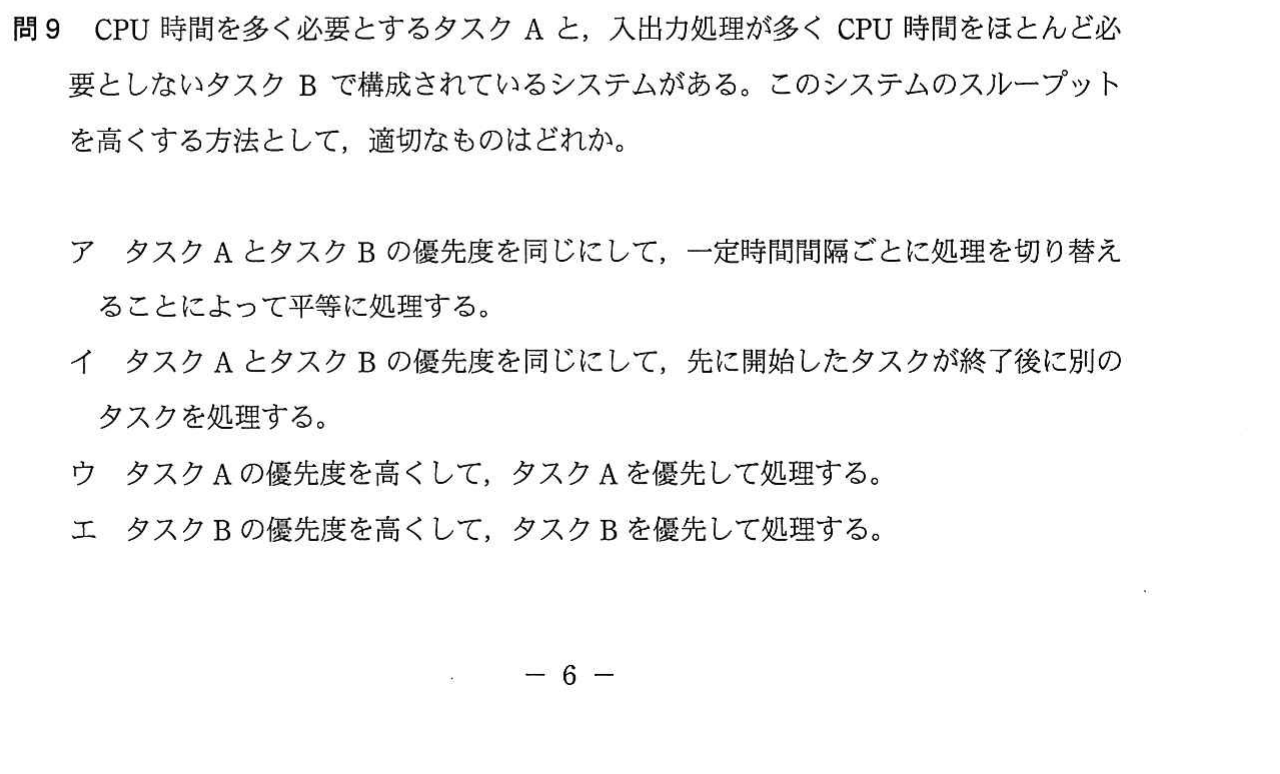 問9 CPU 時間を多く必要とするタスク A と，入出力処理が多く CPU 時間をほとんど必
要としないタスク B で構成されているシステムがある。このシステムのスループット
を高くする方法として，適切なものはどれか。
ア タスク A とタスク B の優先度を同じにして，一定時間間隔ごとに処理を切り替え
ることによって平等に処理する。
イ タスク A とタスク B の優先度を同じにして，先に開始したタスクが終了後に別の
タスクを処理する。
ウ タスク A の優先度を高くして，タスク A を優先して処理する。
エ タスク B の優先度を高くして，タスク B を優先して処理する。
－ 6 －